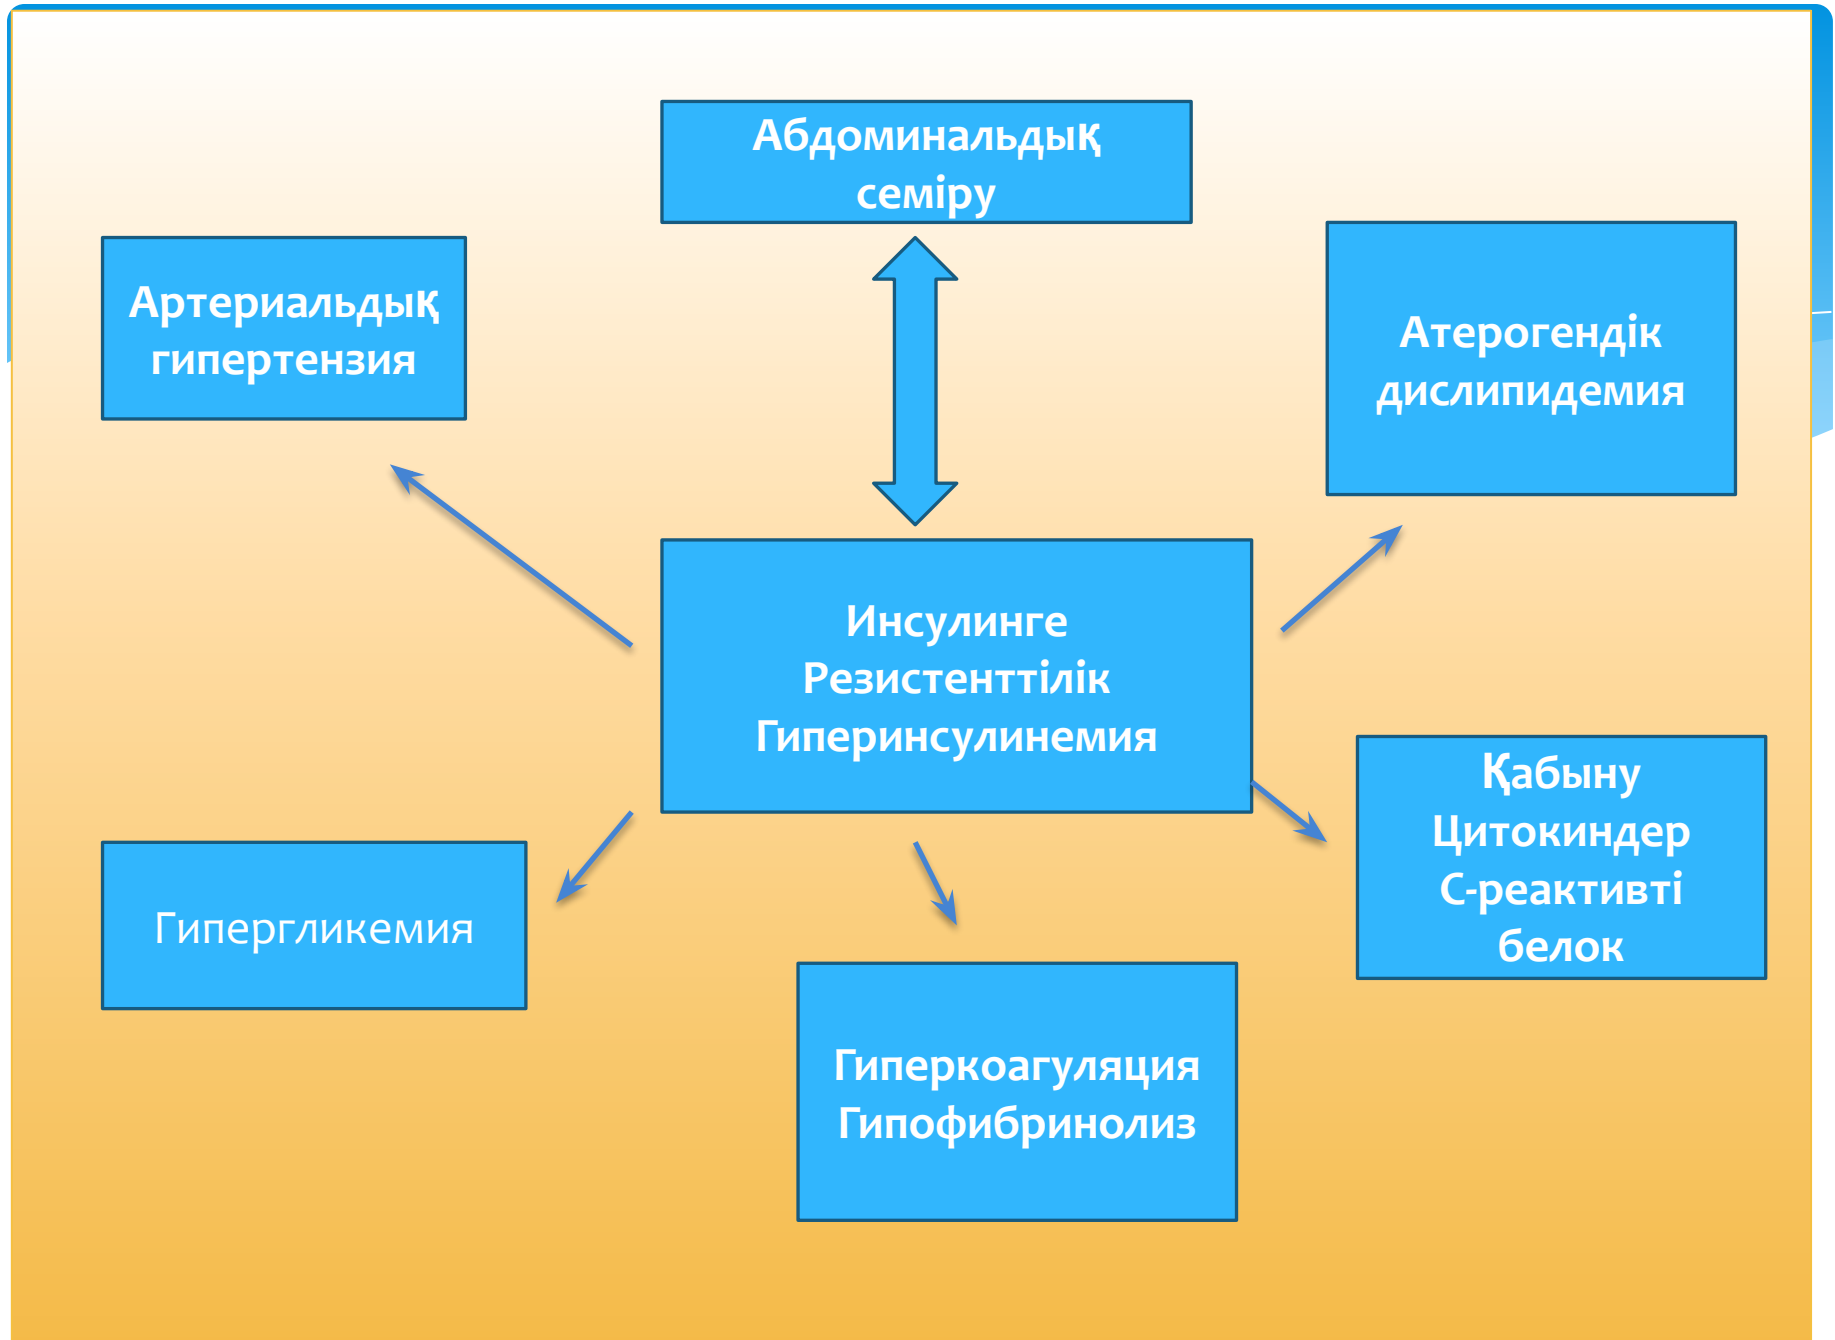 Абдоминальдық
семіру
Артериальдық
гипертензия
Атерогендік
дислипидемия
Инсулинге
Резистенттілік
Гиперинсулинемия
Қабыну
Цитокиндер
С-реактивті
белок
Гипергликемия
Гиперкоагуляция
Гипофибринолиз